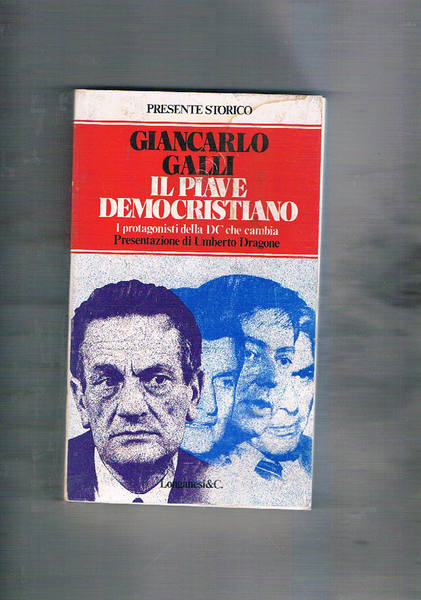 PRESENTE STORICO
GIANCARLO
GALLI
IL PIAVE
DEMOCRISTIANO
I protagonisti della DC che cambia
Presentazione di Umberto Dragone
Longanesi&C.